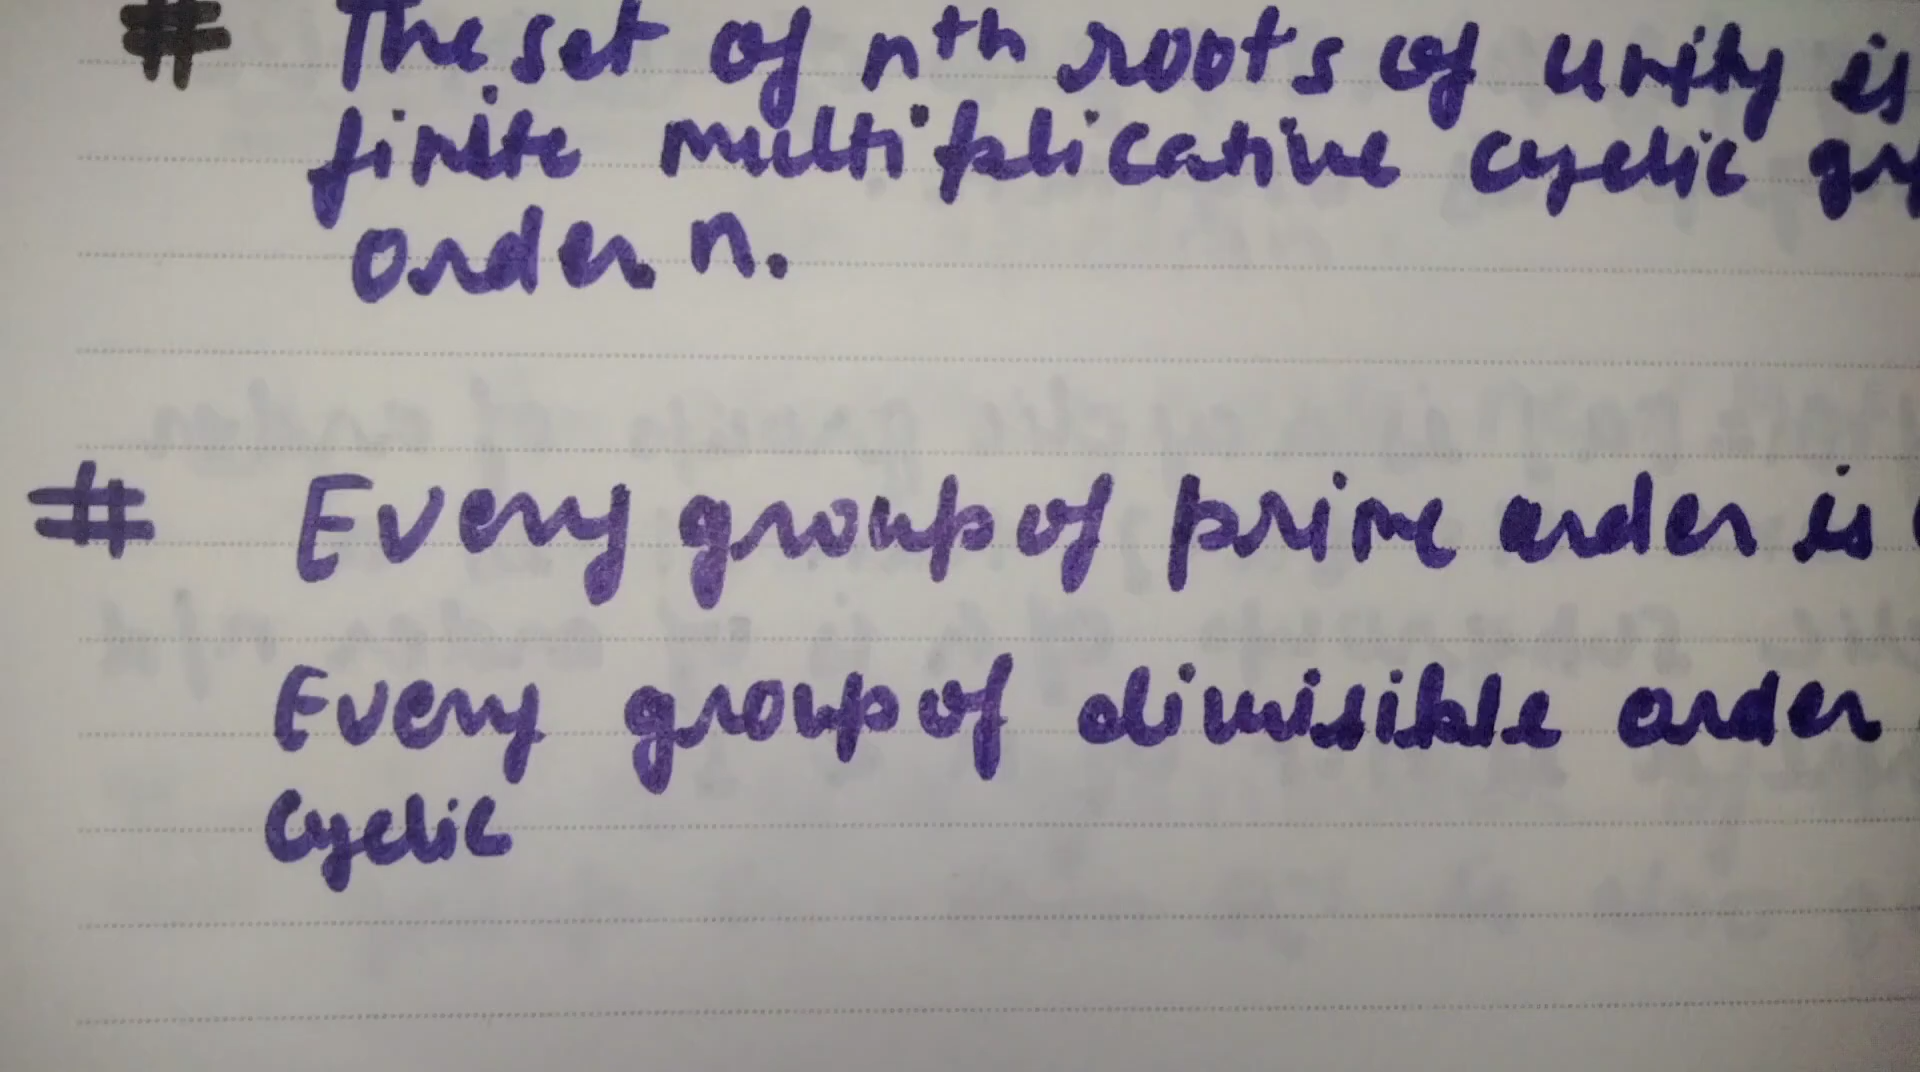 # The set of nth roots of unity is
finite multiplicative cyclic
order n.
# Every group of prime order is
Every group of divisible order
cyclic